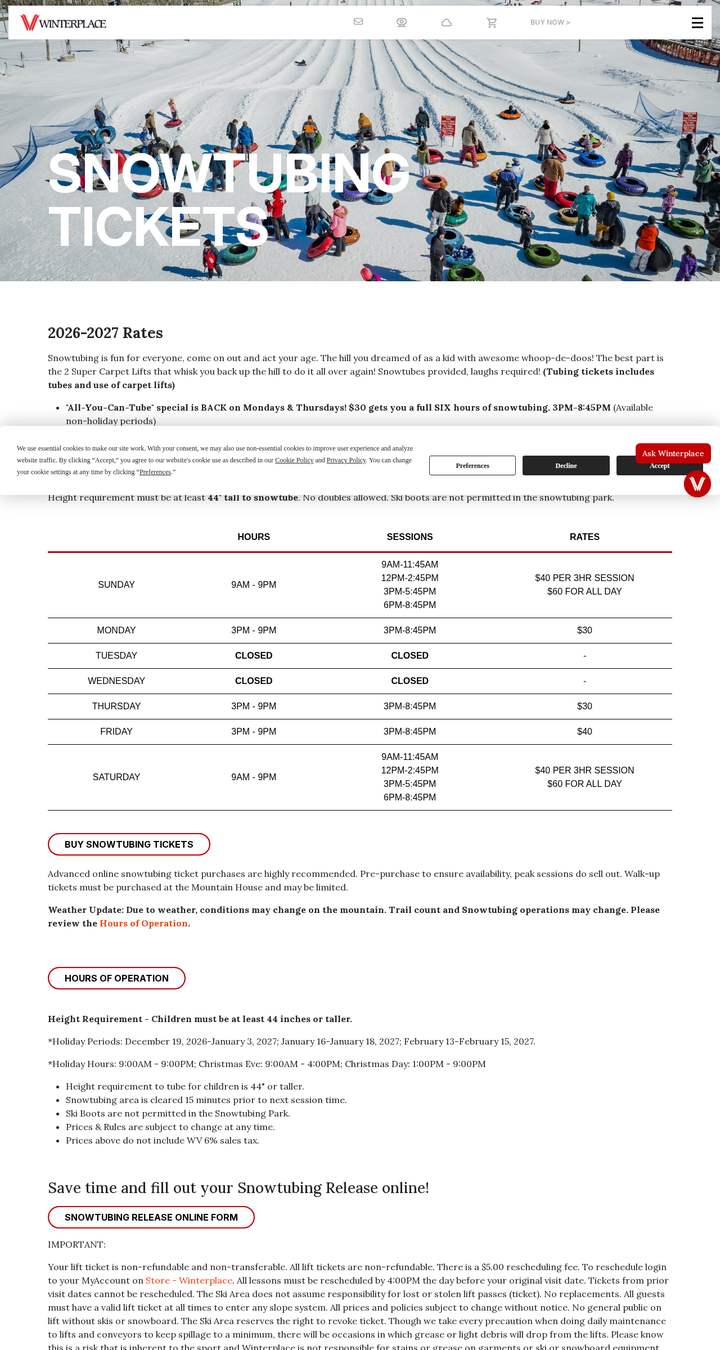 WINTERPLACE
BUY NOW >
SNOWTUBING
TICKETS
2026-2027 Rates
Snowtubing is fun for everyone, come on out and act your age. The hill you dreamed of as a kid with awesome whoop-de-doos! The best part is
the 2 Super Carpet Lifts that whisk you back up the hill to do it all over again! Snowtubes provided, laughs required! (Tubing tickets includes
tubes and use of carpet lifts)
• "All-You-Can-Tube" special is BACK on Mondays & Thursdays! $30 gets you a full SIX hours of snowtubing. 3PM-8:45PM (Available
non-holiday periods)
We use essential cookies to make our site work. With your consent, we may also use non-essential cookies to improve user experience and analyze
website traffic. By clicking "Accept," you agree to our website's cookie use as described in our Cookie Policy and Privacy Policy. You can change
your cookie settings at any time by clicking "Preferences."
Preferences
Decline
Accept
Ask Winterplace
Height requirement must be at least 44" tall to snowtube. No doubles allowed. Ski boots are not permitted in the snowtubing park.
HOURS SESSIONS RATES
9AM-11:45AM
12PM-2:45PM
3PM-5:45PM
6PM-8:45PM
SUNDAY 9AM - 9PM
$40 PER 3HR SESSION
$60 FOR ALL DAY
MONDAY 3PM - 9PM 3PM-8:45PM $30
TUESDAY CLOSED CLOSED -
WEDNESDAY CLOSED CLOSED -
THURSDAY 3PM - 9PM 3PM-8:45PM $30
FRIDAY 3PM - 9PM 3PM-8:45PM $40
9AM-11:45AM
12PM-2:45PM
3PM-5:45PM
6PM-8:45PM
SATURDAY 9AM - 9PM
$40 PER 3HR SESSION
$60 FOR ALL DAY
BUY SNOWTUBING TICKETS
Advanced online snowtubing ticket purchases are highly recommended. Pre-purchase to ensure availability, peak sessions do sell out. Walk-up
tickets must be purchased at the Mountain House and may be limited.
Weather Update: Due to weather, conditions may change on the mountain. Trail count and Snowtubing operations may change. Please
review the Hours of Operation.
HOURS OF OPERATION
Height Requirement - Children must be at least 44 inches or taller.
*Holiday Periods: December 19, 2026-January 3, 2027; January 16-January 18, 2027; February 13-February 15, 2027.
*Holiday Hours: 9:00AM - 9:00PM; Christmas Eve: 9:00AM - 4:00PM; Christmas Day: 1:00PM - 9:00PM
• Height requirement to tube for children is 44" or taller.
• Snowtubing area is cleared 15 minutes prior to next session time.
• Ski Boots are not permitted in the Snowtubing Park.
• Prices & Rules are subject to change at any time.
• Prices above do not include WV 6% sales tax.
Save time and fill out your Snowtubing Release online!
SNOWTUBING RELEASE ONLINE FORM
IMPORTANT:
Your lift ticket is non-refundable and non-transferable. All lift tickets are non-refundable. There is a $5.00 rescheduling fee. To reschedule login
to your MyAccount on Store - Winterplace. All lessons must be rescheduled by 4:00PM the day before your original visit date. Tickets from prior
visit dates cannot be rescheduled. The Ski Area does not assume responsibility for lost or stolen lift passes (ticket). No replacements. All guests
must have a valid lift ticket at all times to enter any slope system. All prices and policies subject to change without notice. No general public on
lift without skis or snowboard. The Ski Area reserves the right to revoke ticket. Though we take every precaution when doing daily maintenance
to lifts and conveyors to keep spillage to a minimum, there will be occasions in which grease or light debris will drop from the lifts. Please know
this is a risk that is inherent to the sport and Winterplace is not responsible for stains or grease on garments or ski or snowboard equipment